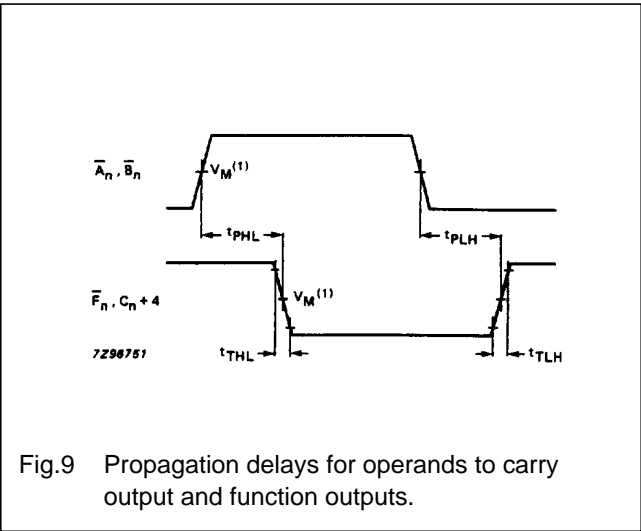 A̅n , B̅n
VM(1)
tPHL
tPLH
F̅n , Cn + 4
VM(1)
7Z96751
tTHL
tTLH
Fig.9 Propagation delays for operands to carry
output and function outputs.